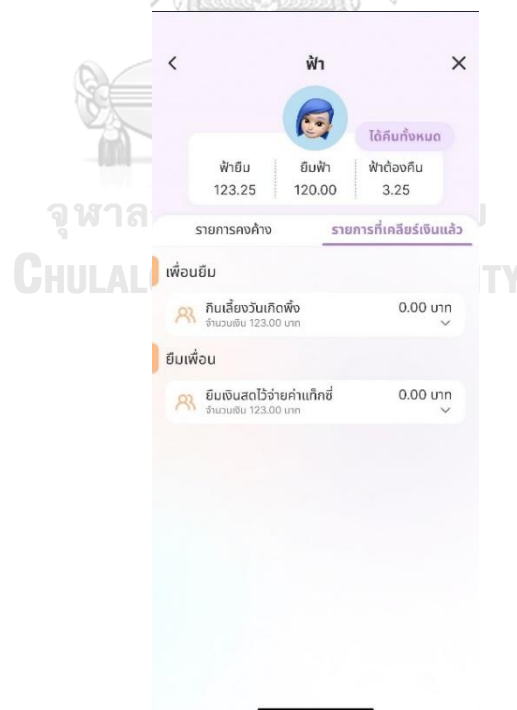 ฟ้า
ได้คืนทั้งหมด
ฟ้ายืม ยืมฟ้า ฟ้าต้องคืน
123.25 120.00 3.25
รายการคงค้าง รายการที่เคลียร์เงินแล้ว
เพื่อนยืม
กินเลี้ยงวันเกิดพึ้ง 0.00 บาท
จำนวนเงิน 123.00 บาท
ยืมเพื่อน
ยืมเงินสดไว้จ่ายค่าแท็กซี่ 0.00 บาท
จำนวนเงิน 123.00 บาท
จุฬาล
CHULAL TY